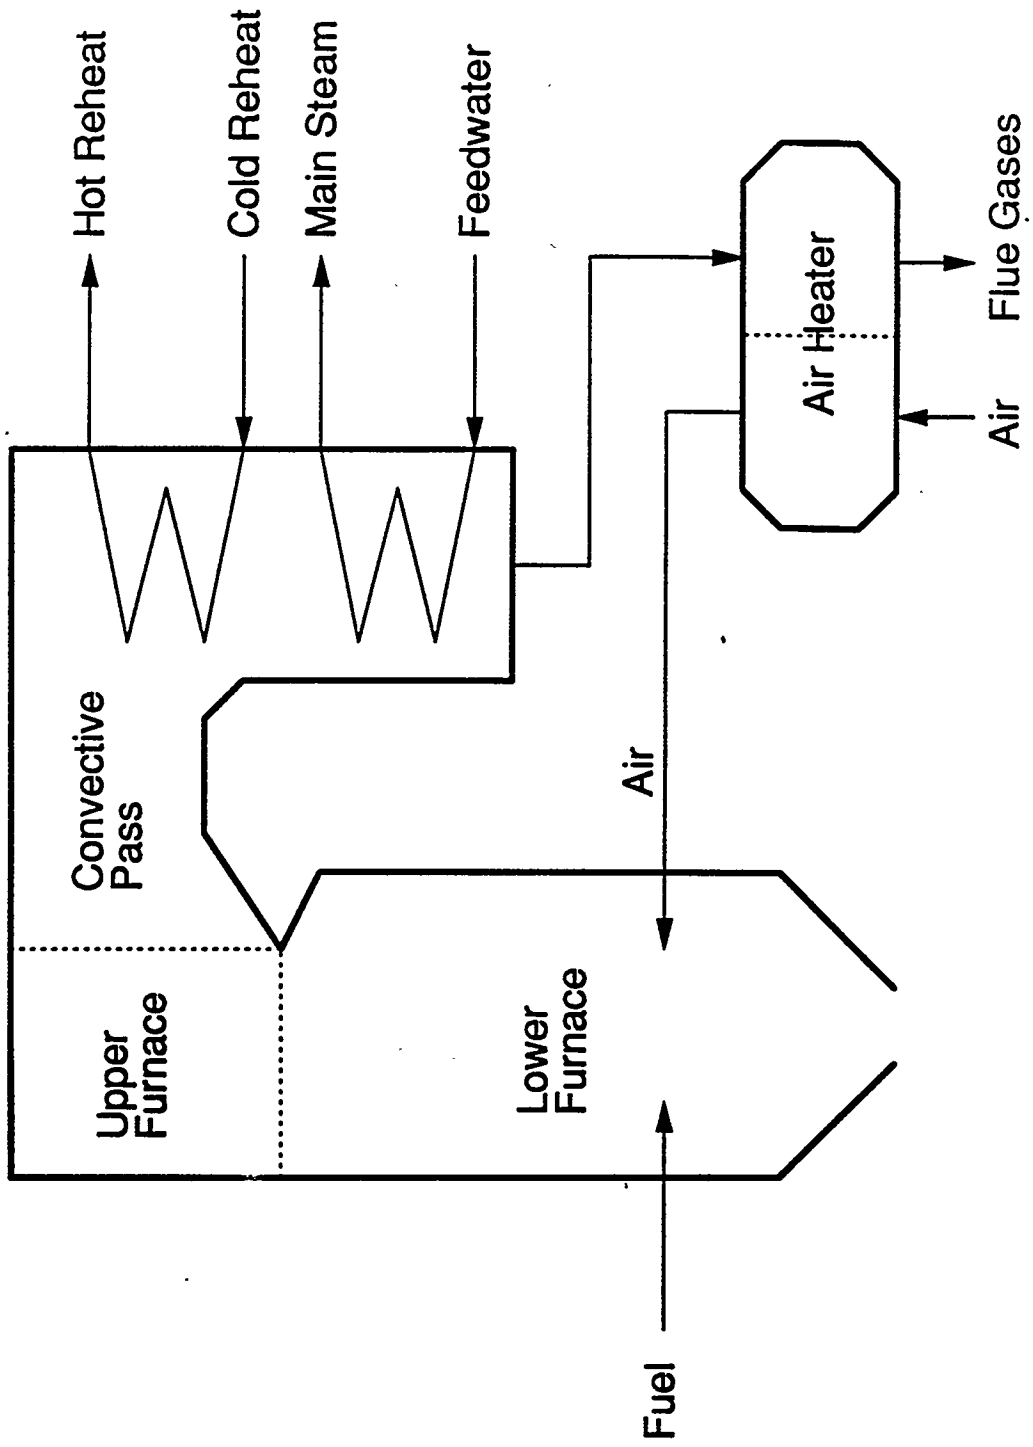 Hot Reheat
Cold Reheat
Main Steam
Feedwater
Convective
Pass
Upper
Furnace
Lower
Furnace
Air
Fuel
Air Heater
Air
Flue Gases